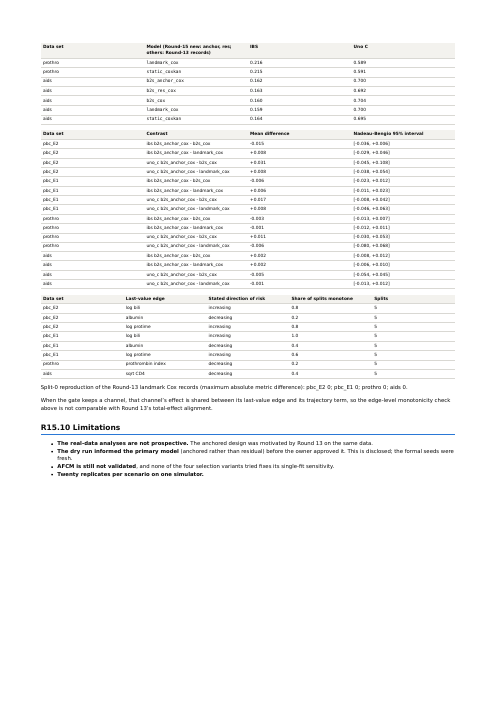 Data set Model (Round-15 new: anchor, res; others: Round-13 records) IBS Uno C
prothro landmark_cox 0.216 0.589
prothro static_coxkan 0.215 0.591
aids b2s_anchor_cox 0.162 0.700
aids b2s_res_cox 0.163 0.692
aids b2s_cox 0.160 0.704
aids landmark_cox 0.159 0.700
aids static_coxkan 0.164 0.695
Data set Contrast Mean difference Nadeau-Bengio 95% interval
pbc_E2 ibs b2s_anchor_cox - b2s_cox -0.015 [-0.036, +0.006]
pbc_E2 ibs b2s_anchor_cox - landmark_cox +0.008 [-0.029, +0.046]
pbc_E2 uno_c b2s_anchor_cox - b2s_cox +0.031 [-0.045, +0.108]
pbc_E2 uno_c b2s_anchor_cox - landmark_cox +0.008 [-0.038, +0.054]
pbc_E1 ibs b2s_anchor_cox - b2s_cox -0.006 [-0.023, +0.012]
pbc_E1 ibs b2s_anchor_cox - landmark_cox +0.006 [-0.011, +0.023]
pbc_E1 uno_c b2s_anchor_cox - b2s_cox +0.017 [-0.008, +0.042]
pbc_E1 uno_c b2s_anchor_cox - landmark_cox +0.008 [-0.046, +0.063]
prothro ibs b2s_anchor_cox - b2s_cox -0.003 [-0.013, +0.007]
prothro ibs b2s_anchor_cox - landmark_cox -0.001 [-0.012, +0.011]
prothro uno_c b2s_anchor_cox - b2s_cox +0.011 [-0.030, +0.053]
prothro uno_c b2s_anchor_cox - landmark_cox -0.006 [-0.080, +0.068]
aids ibs b2s_anchor_cox - b2s_cox +0.002 [-0.008, +0.012]
aids ibs b2s_anchor_cox - landmark_cox +0.002 [-0.006, +0.010]
aids uno_c b2s_anchor_cox - b2s_cox -0.005 [-0.054, +0.045]
aids uno_c b2s_anchor_cox - landmark_cox -0.001 [-0.013, +0.012]
Data set Last-value edge Stated direction of risk Share of splits monotone Splits
pbc_E2 log bili increasing 0.8 5
pbc_E2 albumin decreasing 0.2 5
pbc_E2 log protime increasing 0.8 5
pbc_E1 log bili increasing 1.0 5
pbc_E1 albumin decreasing 0.4 5
pbc_E1 log protime increasing 0.6 5
prothro prothrombin index decreasing 0.2 5
aids sqrt CD4 decreasing 0.4 5
Split-0 reproduction of the Round-13 landmark Cox records (maximum absolute metric difference): pbc_E2 0; pbc_E1 0; prothro 0; aids 0.
When the gate keeps a channel, that channel's effect is shared between its last-value edge and its trajectory term, so the edge-level monotonicity check
above is not comparable with Round 13's total-effect alignment.
R15.10 Limitations
• The real-data analyses are not prospective. The anchored design was motivated by Round 13 on the same data.
• The dry run informed the primary model (anchored rather than residual) before the owner approved it. This is disclosed; the formal seeds were
fresh.
• AFCM is still not validated, and none of the four selection variants tried fixes its single-fit sensitivity.
• Twenty replicates per scenario on one simulator.